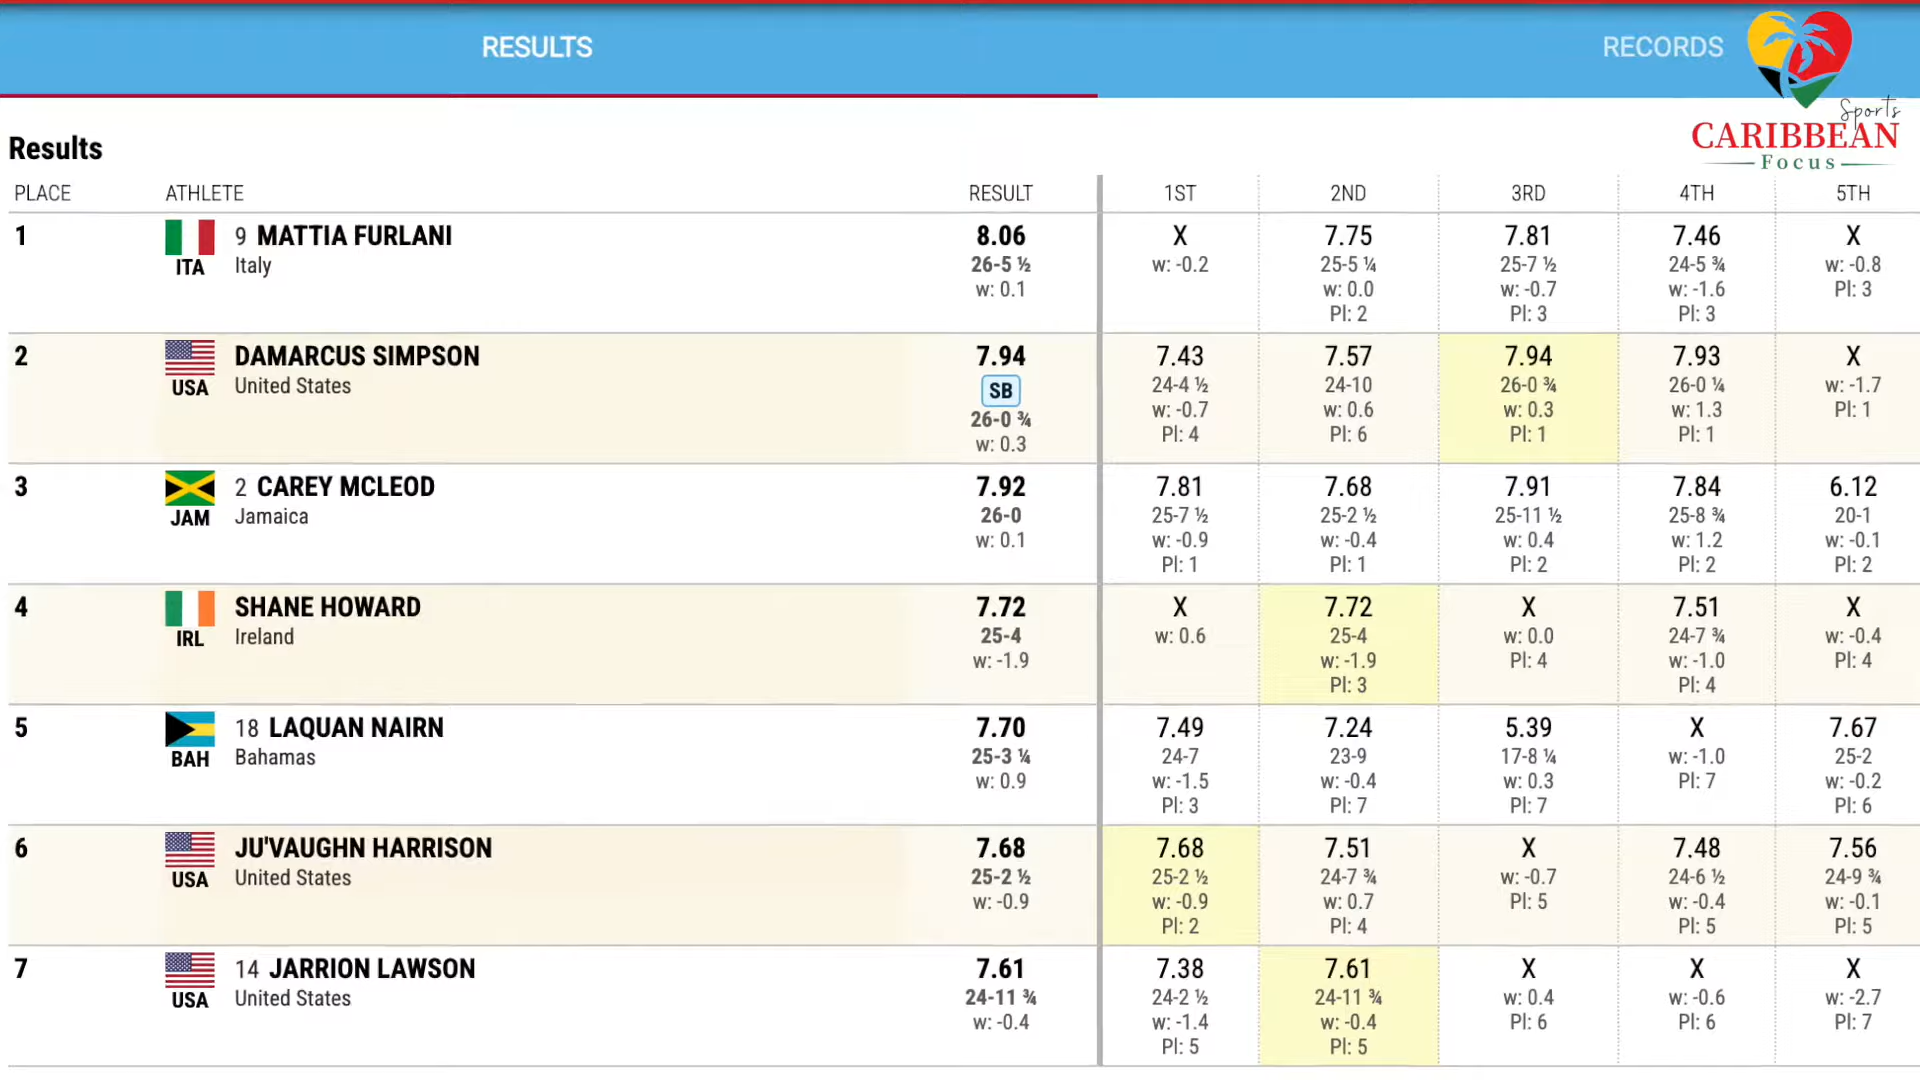 RESULTS
RECORDS
Sports
CARIBBEAN
Focus
Results
PLACE ATHLETE RESULT 1ST 2ND 3RD 4TH 5TH
1 9 MATTIA FURLANI 8.06 X 7.75 7.81 7.46 X
ITA Italy 26-5 ½ w: -0.2 25-5 ¼ 25-7 ½ 24-5 ¾ w: -0.8
w: 0.1 w: 0.0 w: -0.7 w: -1.6 Pl: 3
Pl: 2 Pl: 3 Pl: 3
2 DAMARCUS SIMPSON 7.94 7.43 7.57 7.94 7.93 X
USA United States SB 24-4 ½ 24-10 26-0 ¾ 26-0 ¼ w: -1.7
26-0 ¾ w: -0.7 w: 0.6 w: 0.3 w: 1.3 Pl: 1
w: 0.3 Pl: 4 Pl: 6 Pl: 1 Pl: 1
3 2 CAREY MCLEOD 7.92 7.81 7.68 7.91 7.84 6.12
JAM Jamaica 26-0 25-7 ½ 25-2 ½ 25-11 ½ 25-8 ¾ 20-1
w: 0.1 w: -0.9 w: -0.4 w: 0.4 w: 1.2 w: -0.1
Pl: 1 Pl: 1 Pl: 2 Pl: 2 Pl: 2
4 SHANE HOWARD 7.72 X 7.72 X 7.51 X
IRL Ireland 25-4 w: 0.6 25-4 w: 0.0 24-7 ¾ w: -0.4
w: -1.9 w: -1.9 Pl: 4 w: -1.0 Pl: 4
Pl: 3 Pl: 4
5 18 LAQUAN NAIRN 7.70 7.49 7.24 5.39 X 7.67
BAH Bahamas 25-3 ¼ 24-7 23-9 17-8 ¼ w: -1.0 25-2
w: 0.9 w: -1.5 w: -0.4 w: 0.3 Pl: 7 w: -0.2
Pl: 3 Pl: 7 Pl: 7 Pl: 6
6 JU'VAUGHN HARRISON 7.68 7.68 7.51 X 7.48 7.56
USA United States 25-2 ½ 25-2 ½ 24-7 ¾ w: -0.7 24-6 ½ 24-9 ¾
w: -0.9 w: -0.9 w: 0.7 Pl: 5 w: -0.4 w: -0.1
Pl: 2 Pl: 4 Pl: 5 Pl: 5
7 14 JARRION LAWSON 7.61 7.38 7.61 X X X
USA United States 24-11 ¾ 24-2 ½ 24-11 ¾ w: 0.4 w: -0.6 w: -2.7
w: -0.4 w: -1.4 w: -0.4 Pl: 6 Pl: 6 Pl: 7
Pl: 5 Pl: 5